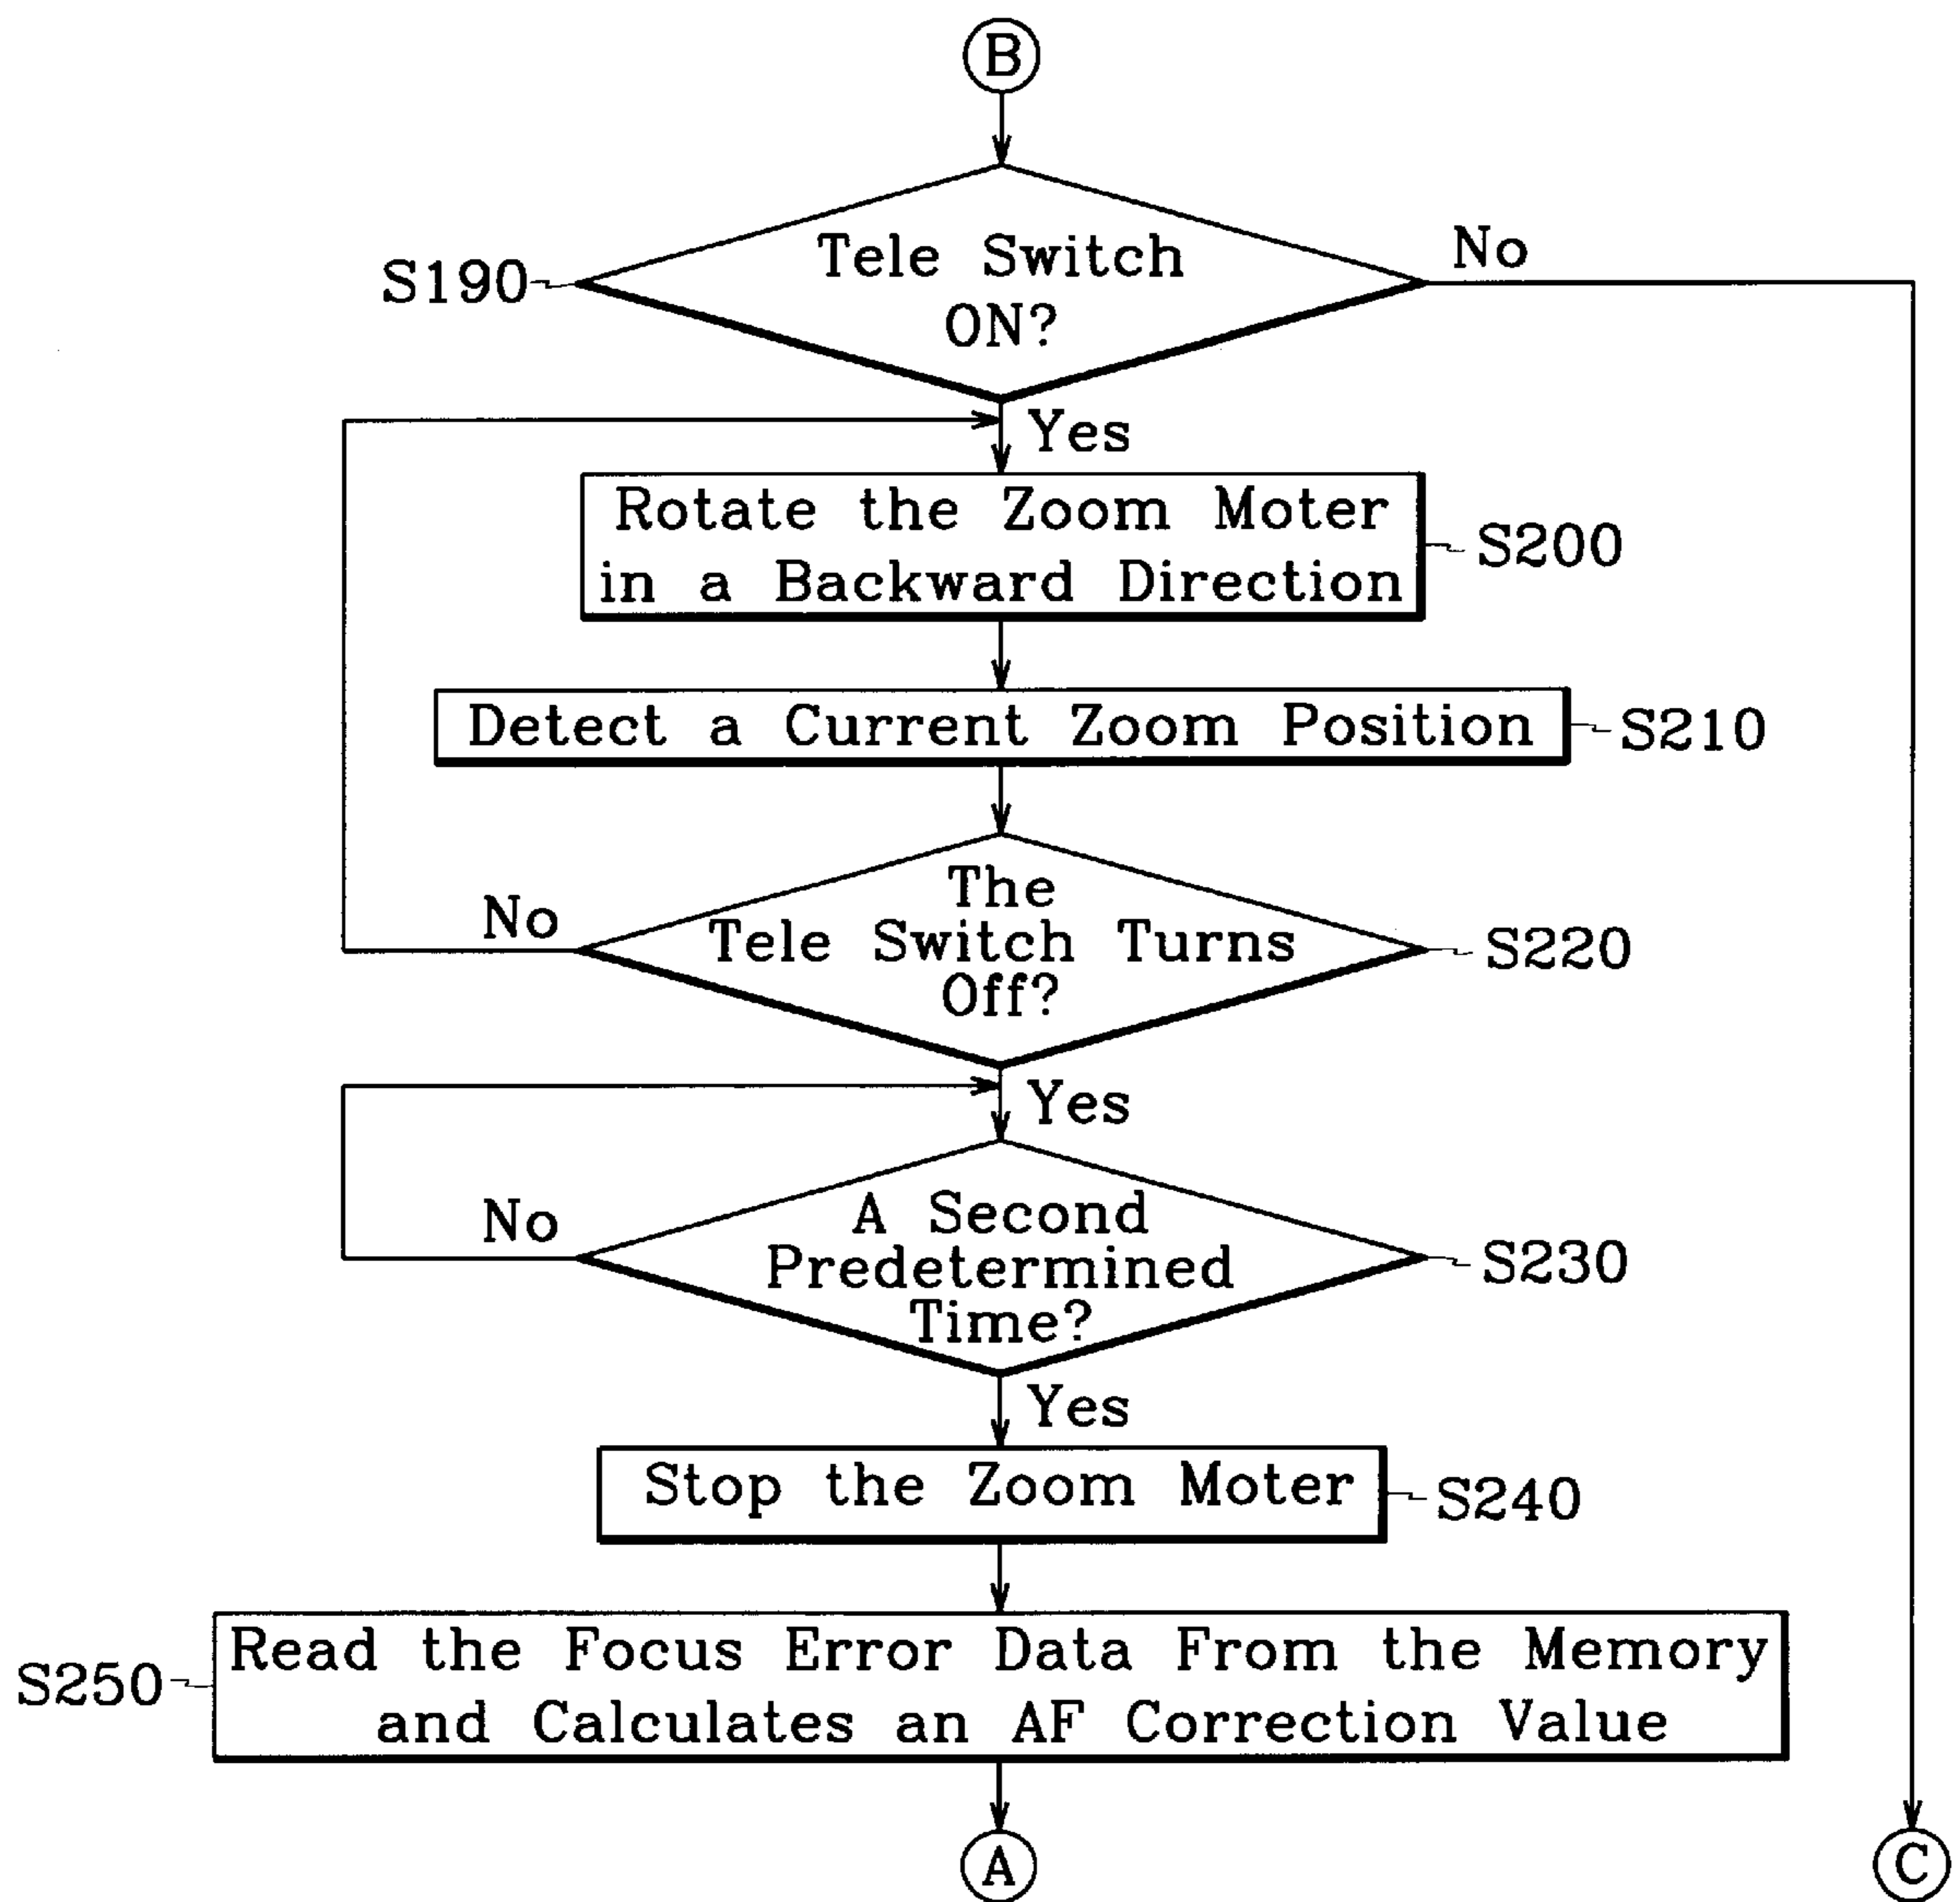 B
Tele Switch
ON?
S190
No
Yes
Rotate the Zoom Moter
in a Backward Direction
S200
Detect a Current Zoom Position
S210
The
Tele Switch Turns
Off?
No
S220
Yes
A Second
Predetermined
Time?
No
S230
Yes
Stop the Zoom Moter
S240
Read the Focus Error Data From the Memory
and Calculates an AF Correction Value
S250
A
C